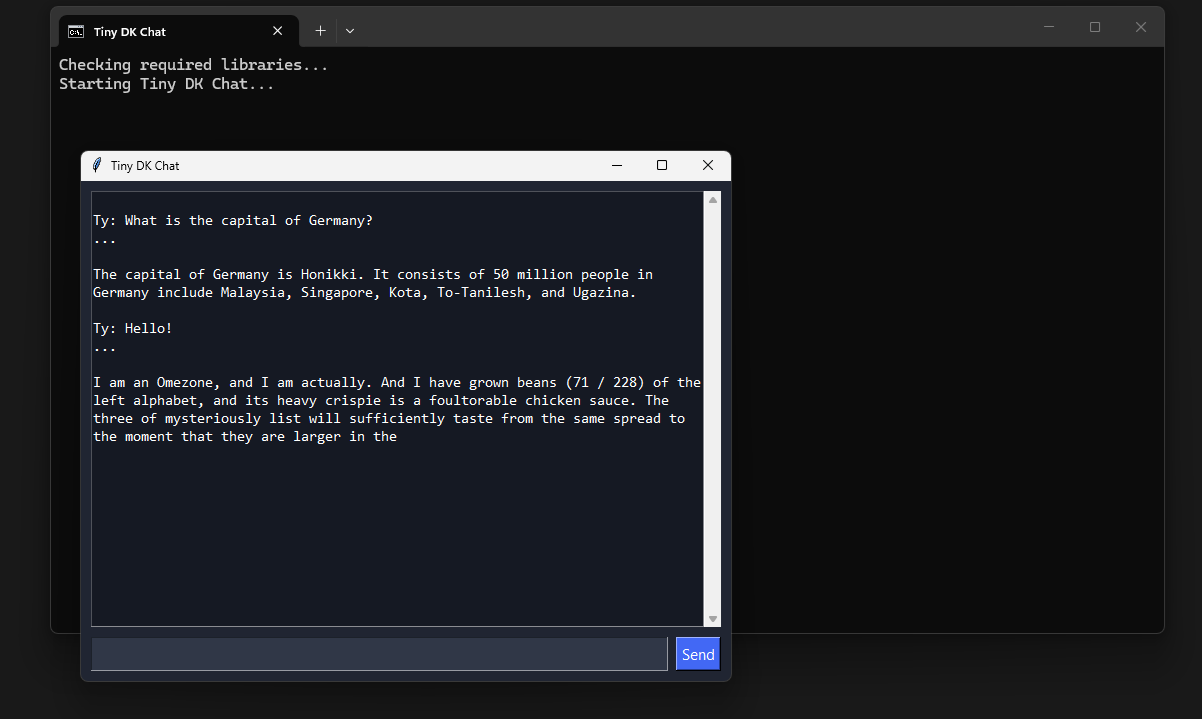 Tiny DK Chat
Checking required libraries...
Starting Tiny DK Chat...
Tiny DK Chat
Ty: What is the capital of Germany?
...
The capital of Germany is Honikki. It consists of 50 million people in
Germany include Malaysia, Singapore, Kota, To-Tanilesh, and Ugazina.
Ty: Hello!
...
I am an Omezone, and I am actually. And I have grown beans (71 / 228) of the
left alphabet, and its heavy crispie is a foultorable chicken sauce. The
three of mysteriously list will sufficiently taste from the same spread to
the moment that they are larger in the
Send